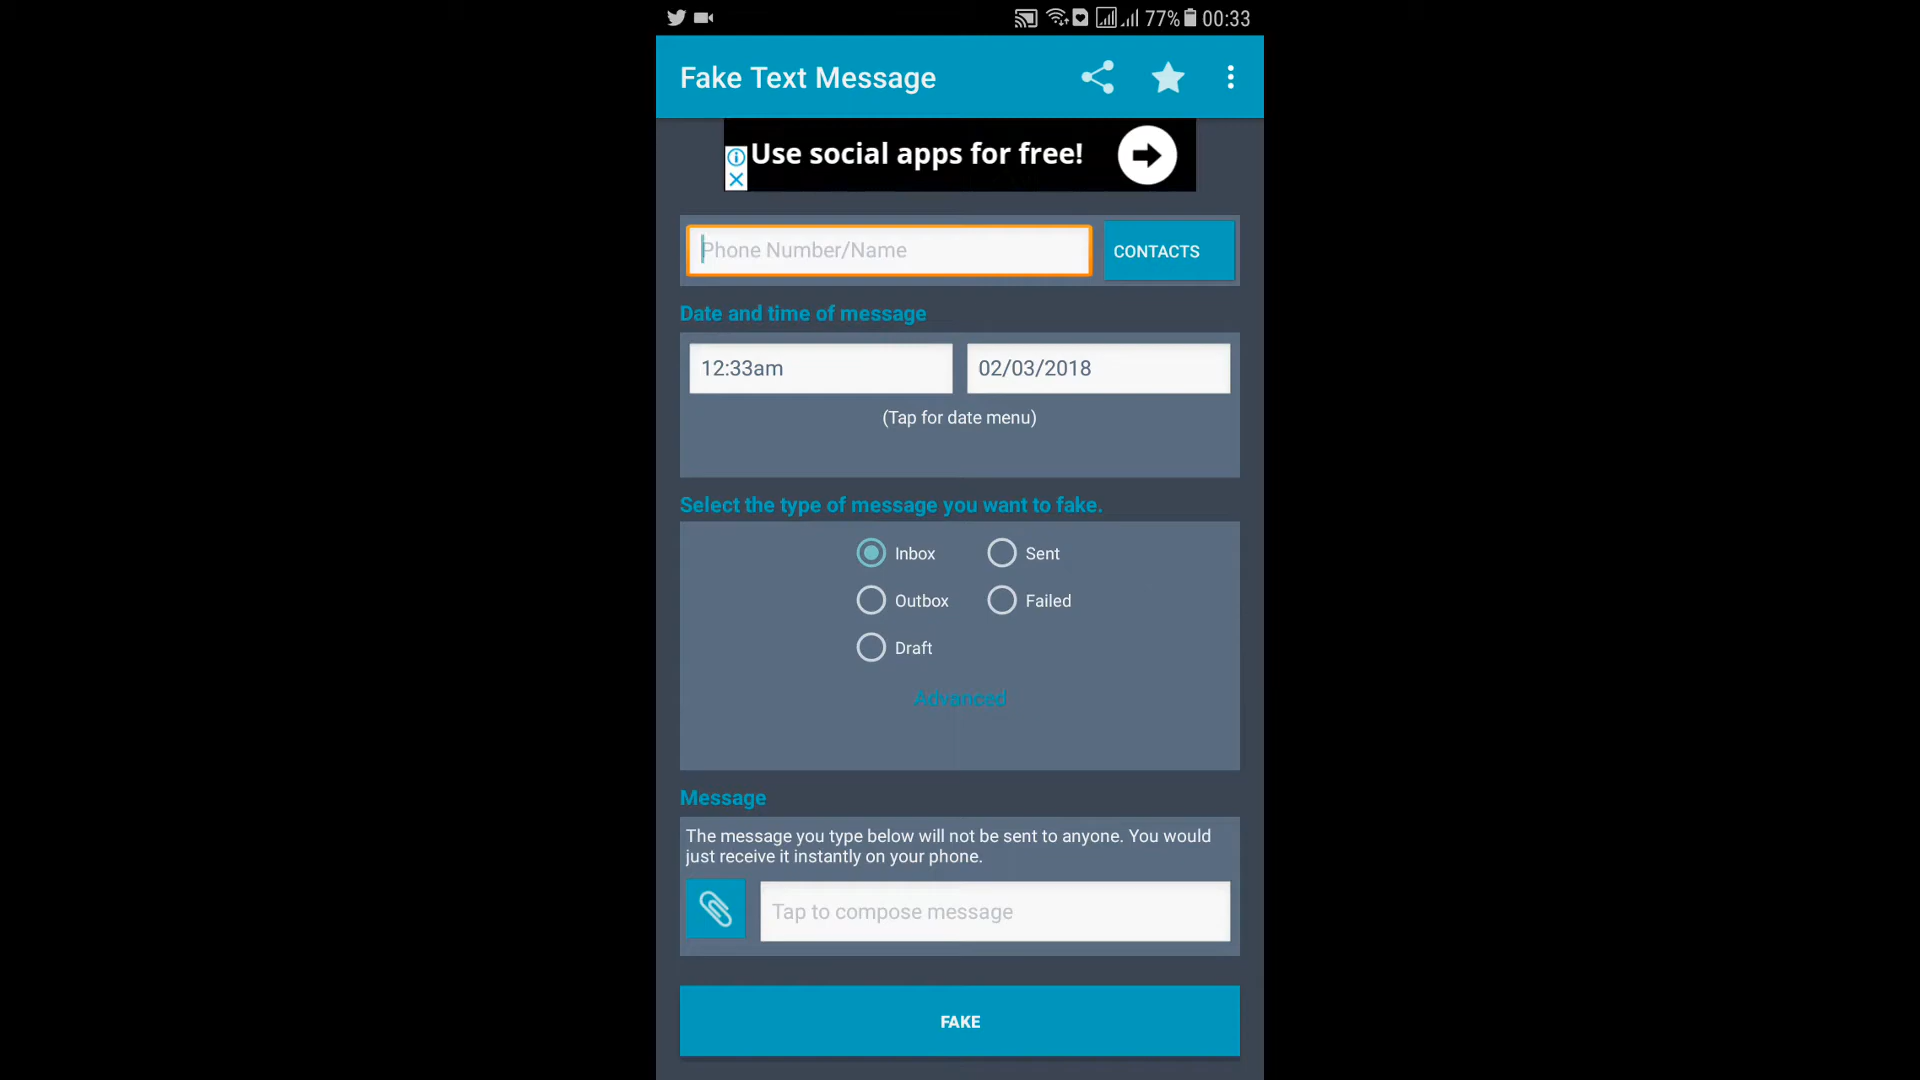 77% 00:33
Fake Text Message
Use social apps for free!
Phone Number/Name
CONTACTS
Date and time of message
12:33am
02/03/2018
(Tap for date menu)
Select the type of message you want to fake.
Inbox
Sent
Outbox
Failed
Draft
Advanced
Message
The message you type below will not be sent to anyone. You would
just receive it instantly on your phone.
Tap to compose message
FAKE